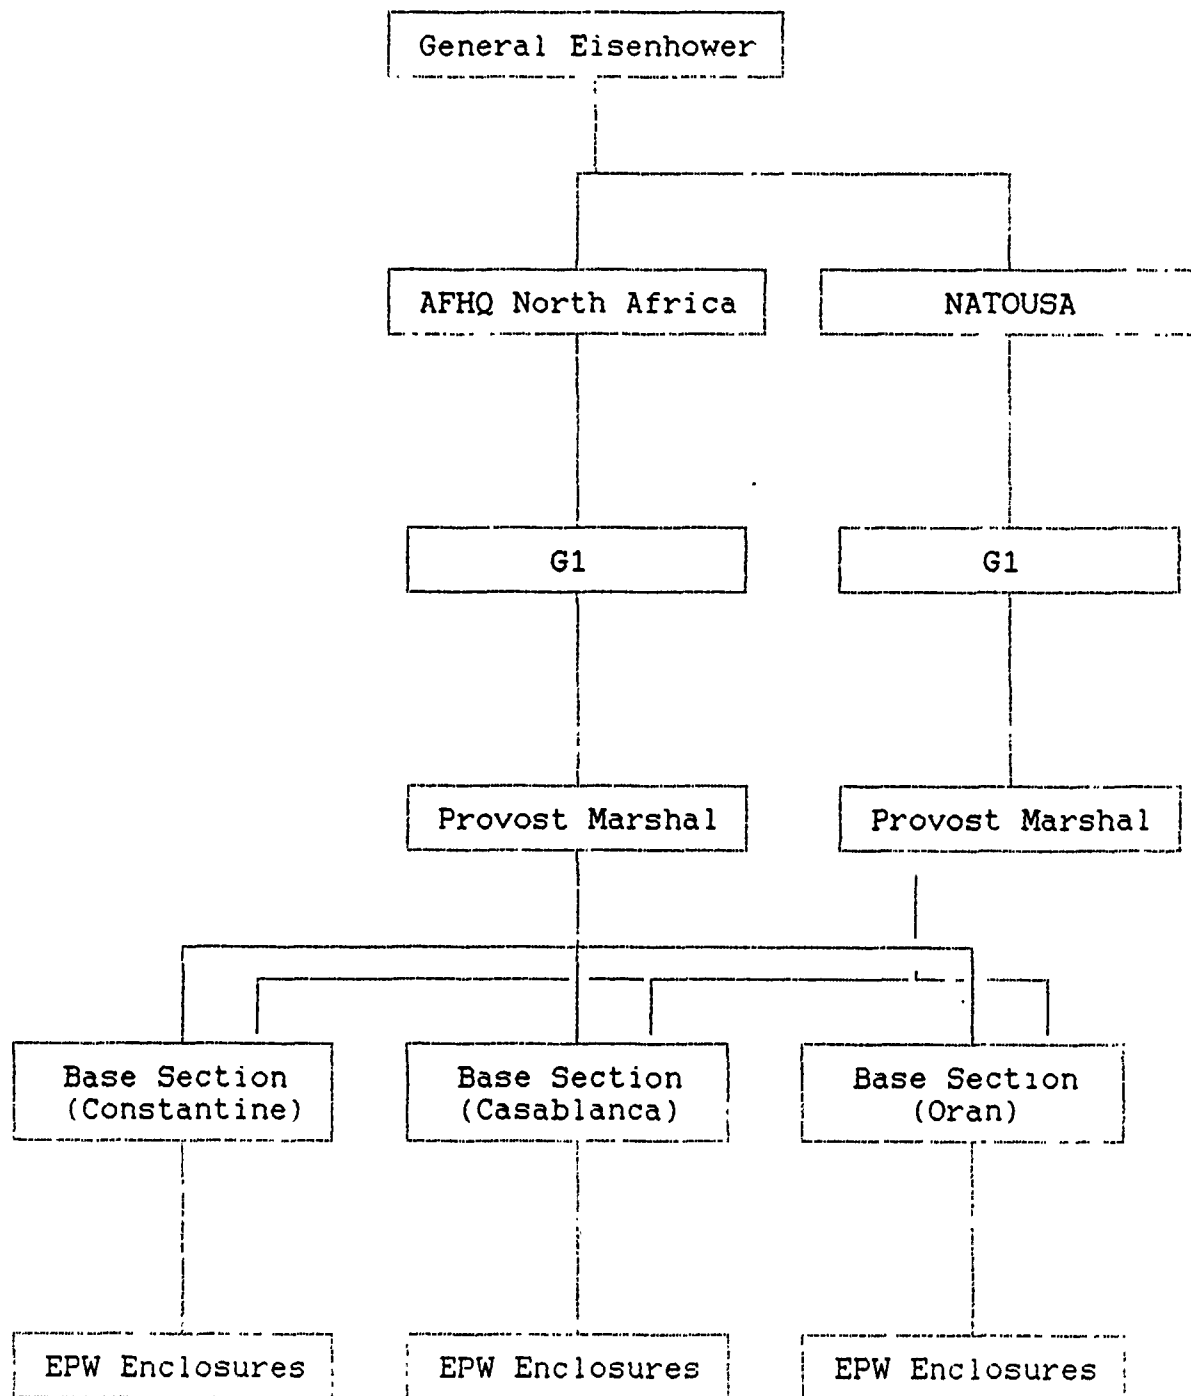 General Eisenhower
AFHQ North Africa
NATOUSA
G1
G1
Provost Marshal
Provost Marshal
Base Section
(Constantine)
Base Section
(Casablanca)
Base Section
(Oran)
EPW Enclosures
EPW Enclosures
EPW Enclosures